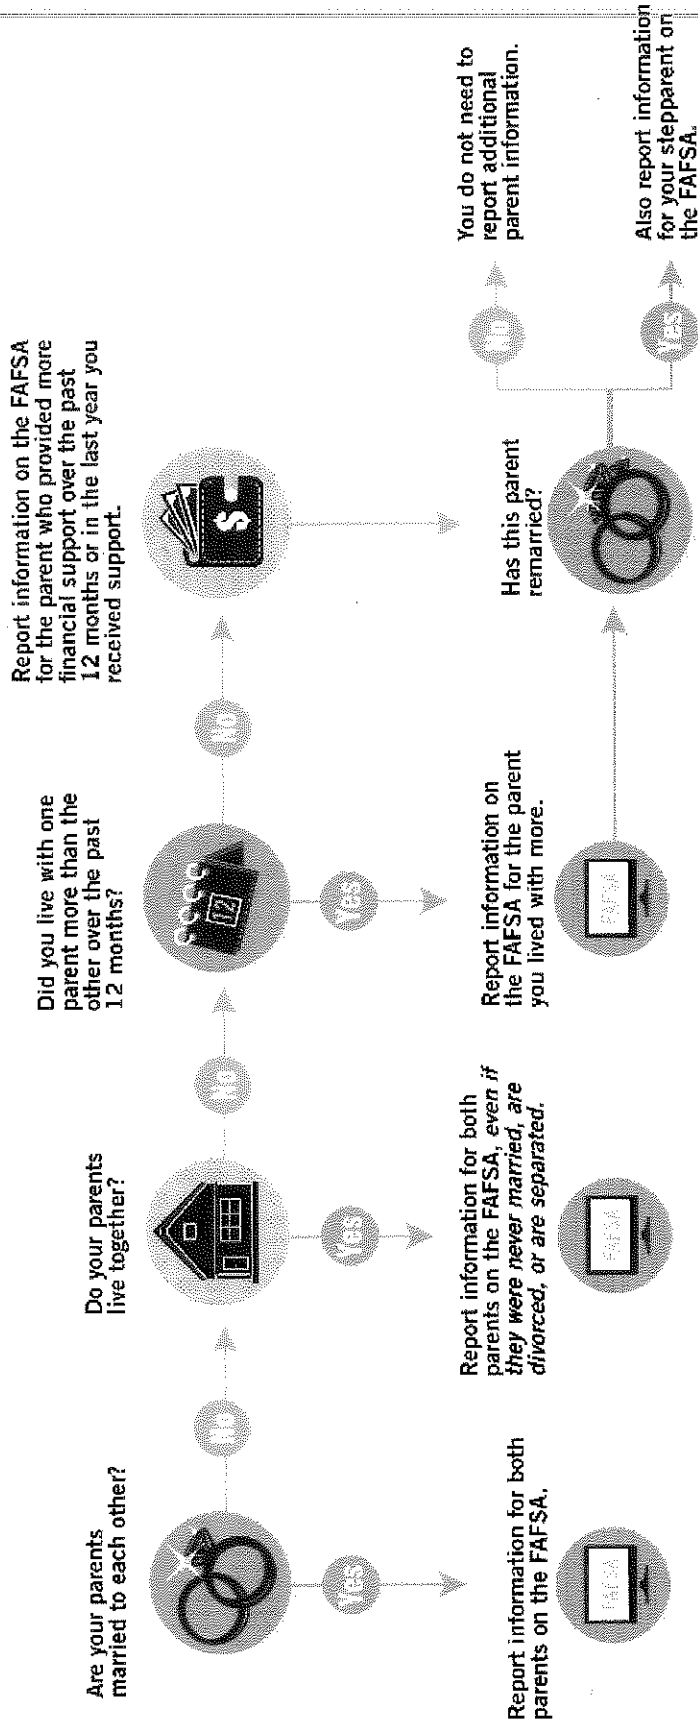 Are your parents
married to each other?
Yes
Report information for both
parents on the FAFSA.
FAFSA
No
Do your parents
live together?
Yes
Report information for both
parents on the FAFSA, even if
they were never married, are
divorced, or are separated.
FAFSA
No
Did you live with one
parent more than the
other over the past
12 months?
12
Yes
Report information on
the FAFSA for the parent
you lived with more.
FAFSA
No
Report information on the FAFSA
for the parent who provided more
financial support over the past
12 months or in the last year you
received support.
$
Has this parent
remarried?
No
You do not need to
report additional
parent information.
Yes
Also report information
for your stepparent on
the FAFSA.